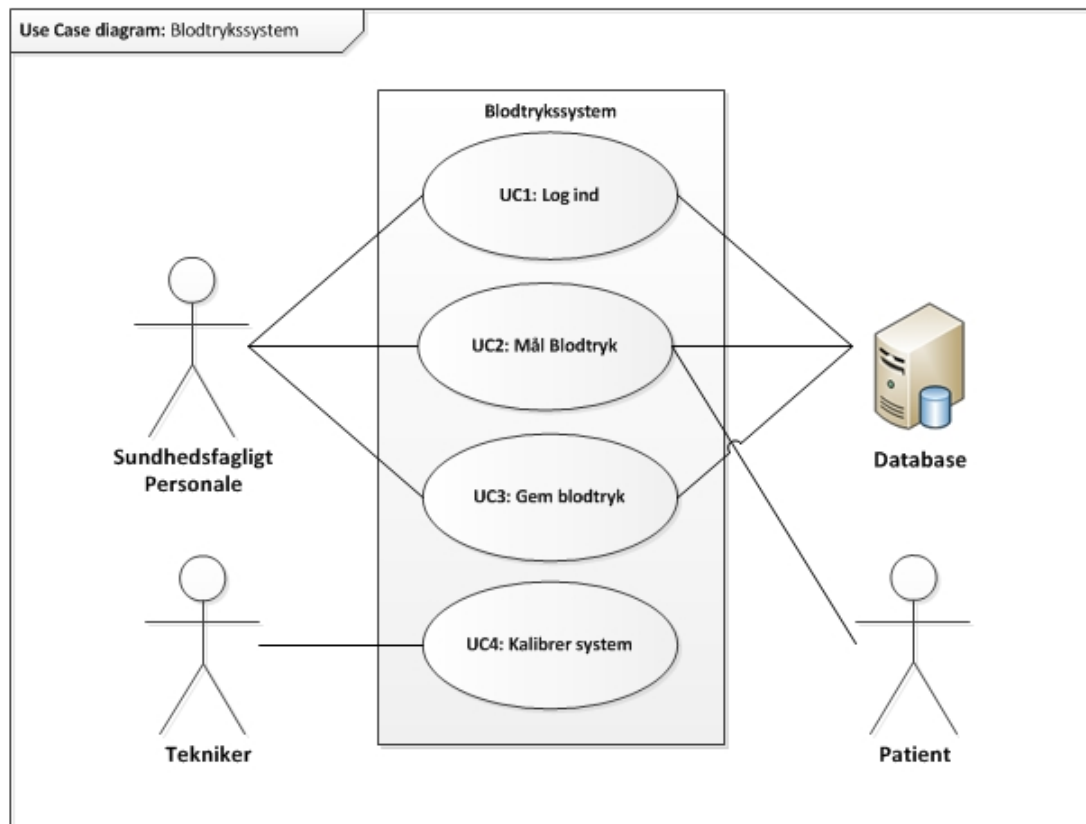 Use Case diagram: Blodtrykssystem
Blodtrykssystem
UC1: Log ind
UC2: Mål Blodtryk
UC3: Gem blodtryk
UC4: Kalibrer system
Sundhedsfagligt
Personale
Database
Tekniker
Patient